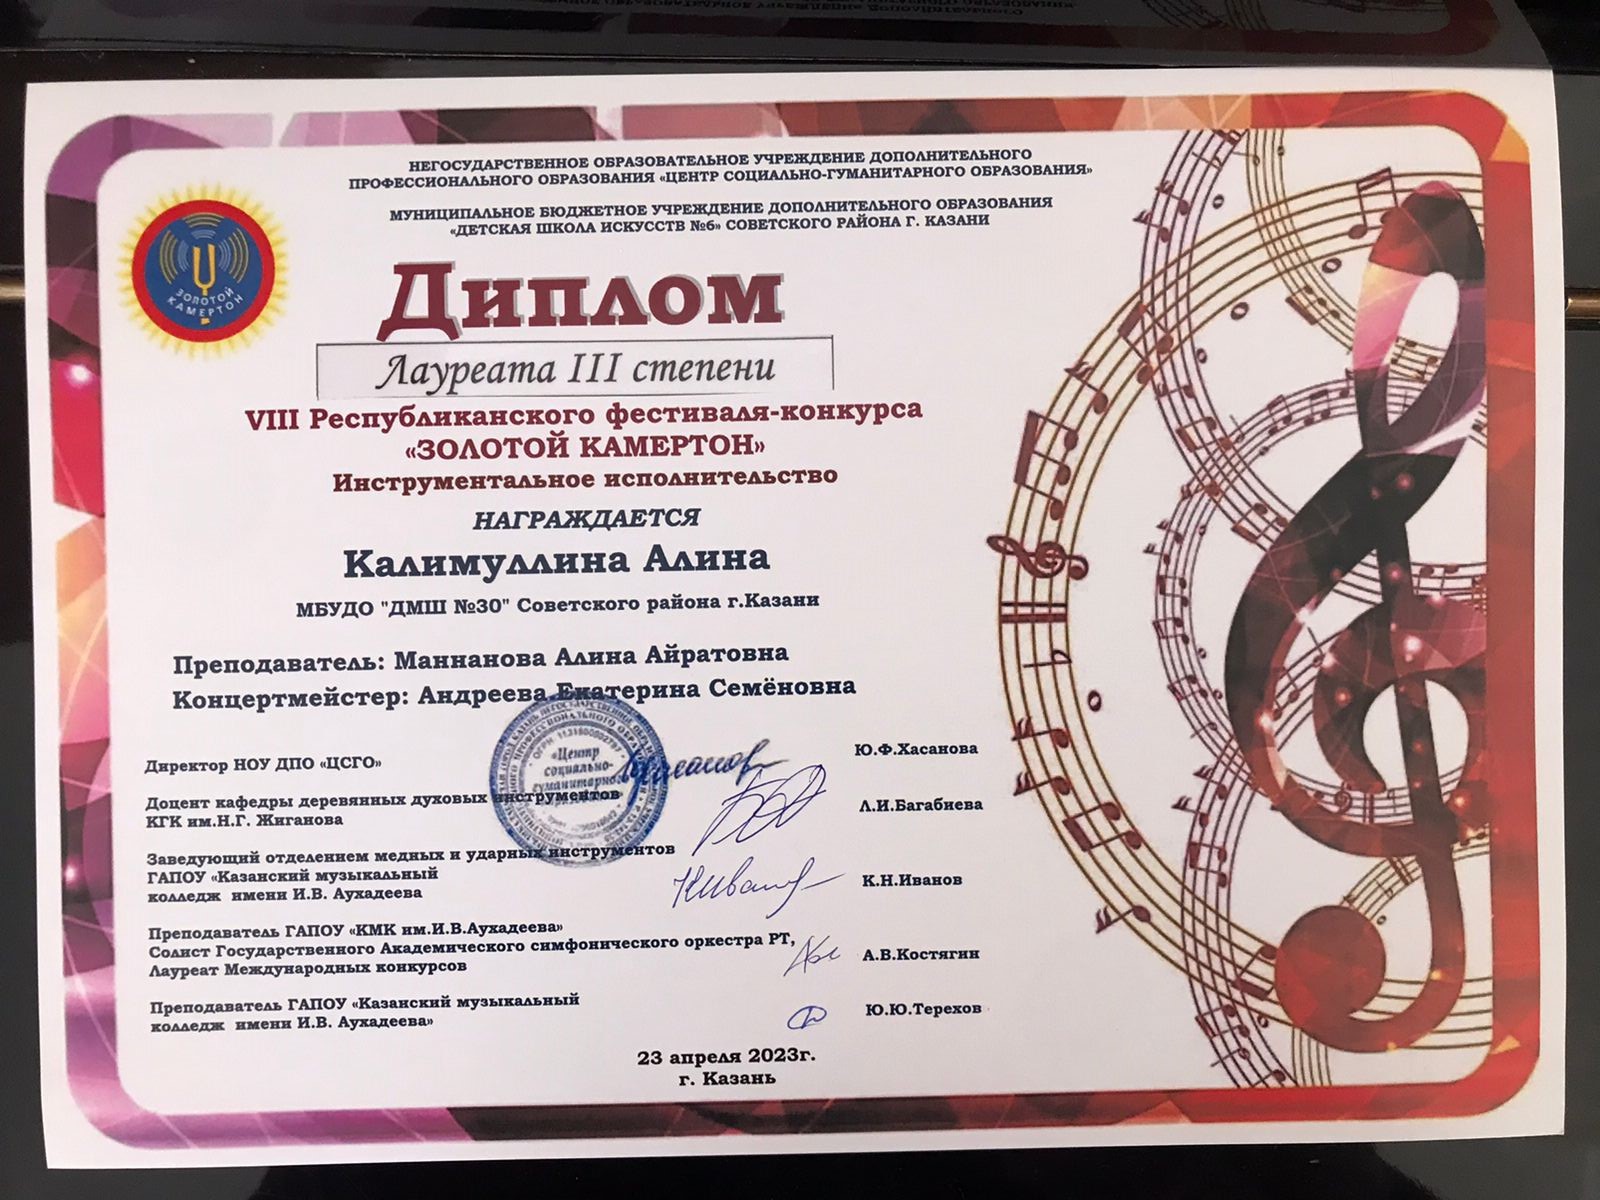 НЕГОСУДАРСТВЕННОЕ ОБРАЗОВАТЕЛЬНОЕ УЧРЕЖДЕНИЕ ДОПОЛНИТЕЛЬНОГО
ПРОФЕССИОНАЛЬНОГО ОБРАЗОВАНИЯ «ЦЕНТР СОЦИАЛЬНО-ГУМАНИТАРНОГО ОБРАЗОВАНИЯ»
МУНИЦИПАЛЬНОЕ БЮДЖЕТНОЕ УЧРЕЖДЕНИЕ ДОПОЛНИТЕЛЬНОГО ОБРАЗОВАНИЯ
«ДЕТСКАЯ ШКОЛА ИСКУССТВ №6» СОВЕТСКОГО РАЙОНА Г. КАЗАНИ
ЗОЛОТОЙ
КАМЕРТОН
Диплом
Лауреата III степени
VIII Республиканского фестиваля-конкурса
«ЗОЛОТОЙ КАМЕРТОН»
Инструментальное исполнительство
НАГРАЖДАЕТСЯ
Калимуллина Алина
МБУДО "ДМШ №30" Советского района г.Казани
Преподаватель: Маннанова Алина Айратовна
Концертмейстер: Андреева Екатерина Семёновна
Директор НОУ ДПО «ЦСГО» Ю.Ф.Хасанова
«Центр
социально-
гуманитарного
Доцент кафедры деревянных духовых инструментов Л.И.Багабиева
КГК им.Н.Г. Жиганова
Заведующий отделением медных и ударных инструментов
ГАПОУ «Казанский музыкальный К.Н.Иванов
колледж имени И.В. Аухадеева
Преподаватель ГАПОУ «КМК им.И.В.Аухадеева»
Солист Государственного Академического симфонического оркестра РТ, А.В.Костягин
Лауреат Международных конкурсов
Преподаватель ГАПОУ «Казанский музыкальный Ю.Ю.Терехов
колледж имени И.В. Аухадеева»
23 апреля 2023г.
г. Казань